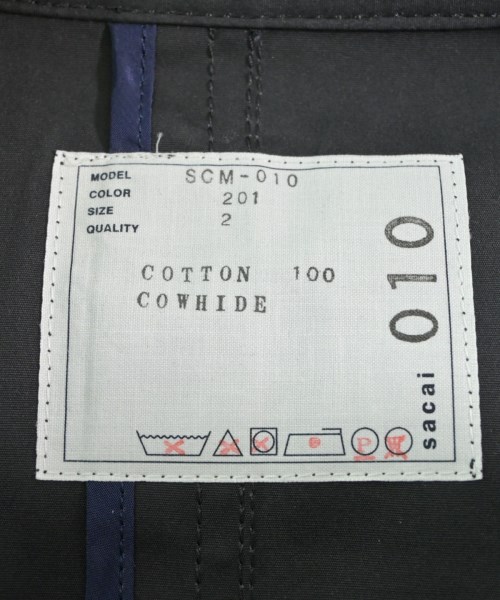 MODEL SCM-010
COLOR 201
SIZE 2
QUALITY
COTTON 100
COWHIDE
010
sacai
P W